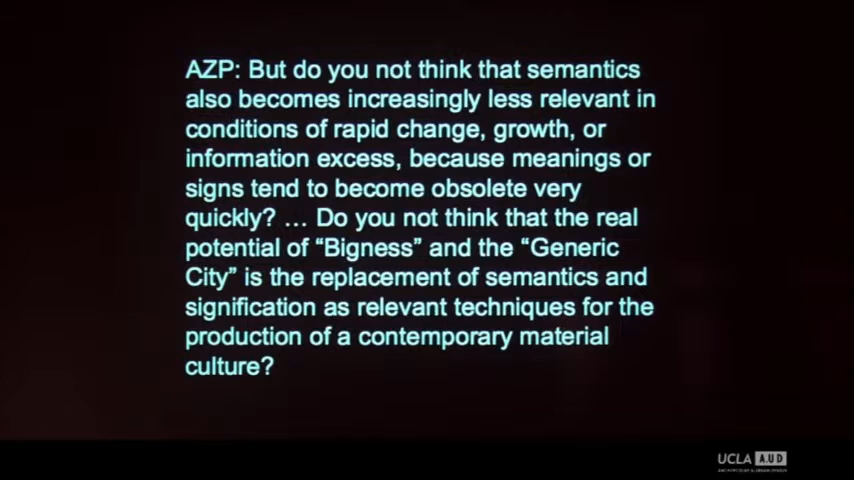 AZP: But do you not think that semantics
also becomes increasingly less relevant in
conditions of rapid change, growth, or
information excess, because meanings or
signs tend to become obsolete very
quickly? … Do you not think that the real
potential of “Bigness” and the “Generic
City” is the replacement of semantics and
signification as relevant techniques for the
production of a contemporary material
culture?
UCLA A.UD
ARCHITECTURE & URBAN DESIGN